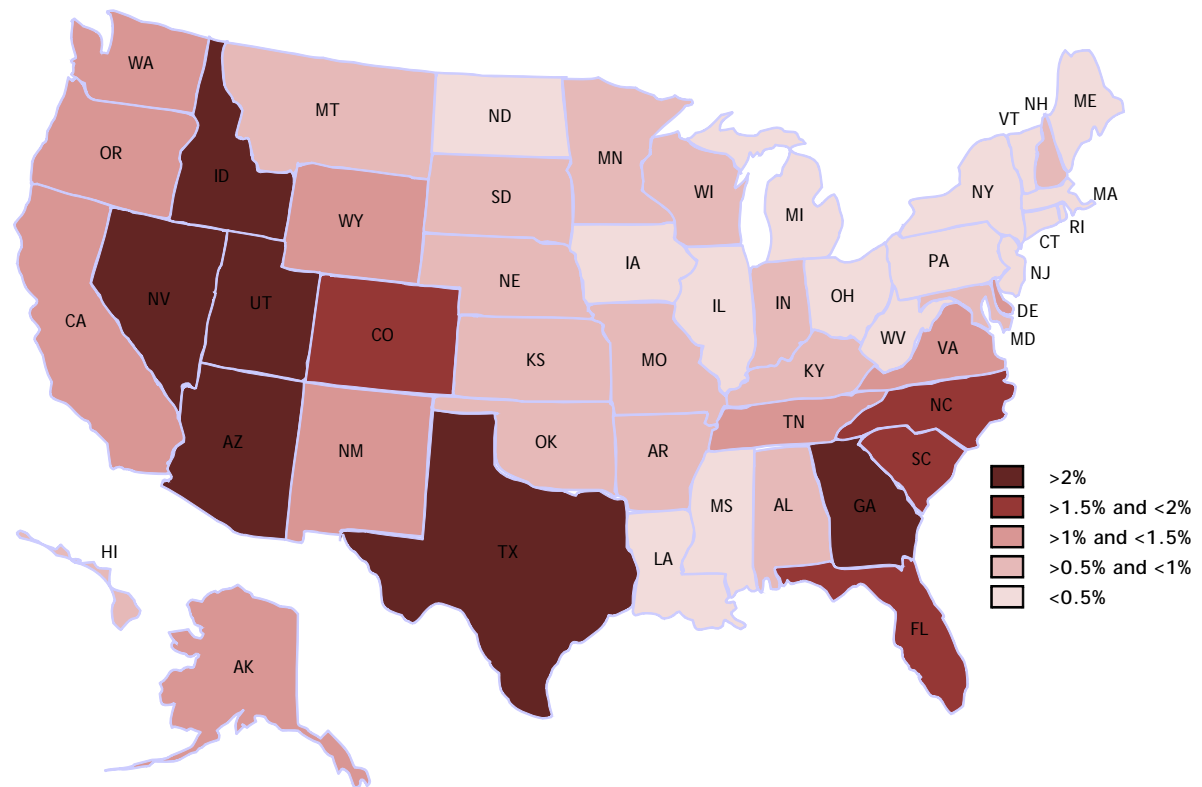 WA
MT
ND
MN
OR
ID
SD
WI
WY
MI
NY
VT
NH
ME
MA
RI
CT
NJ
PA
IA
NE
NV
UT
CA
CO
IL
IN
OH
DE
MD
WV
VA
KS
MO
KY
NC
TN
AZ
NM
OK
AR
SC
MS
AL
GA
HI
TX
LA
FL
AK
>2%
>1.5% and <2%
>1% and <1.5%
>0.5% and <1%
<0.5%